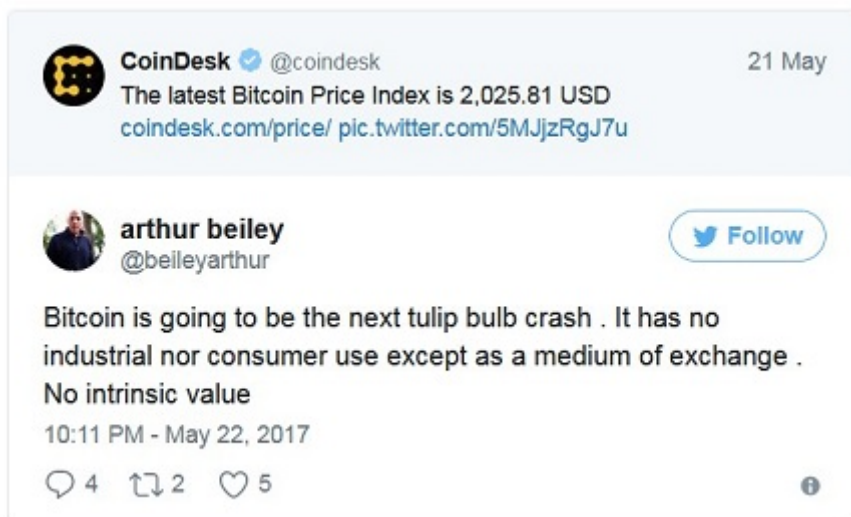 CoinDesk @coindesk 21 May
The latest Bitcoin Price Index is 2,025.81 USD
coindesk.com/price/ pic.twitter.com/5MJjzRgJ7u
arthur beiley
@beileyarthur
Follow
Bitcoin is going to be the next tulip bulb crash . It has no
industrial nor consumer use except as a medium of exchange .
No intrinsic value
10:11 PM - May 22, 2017
4 2 5